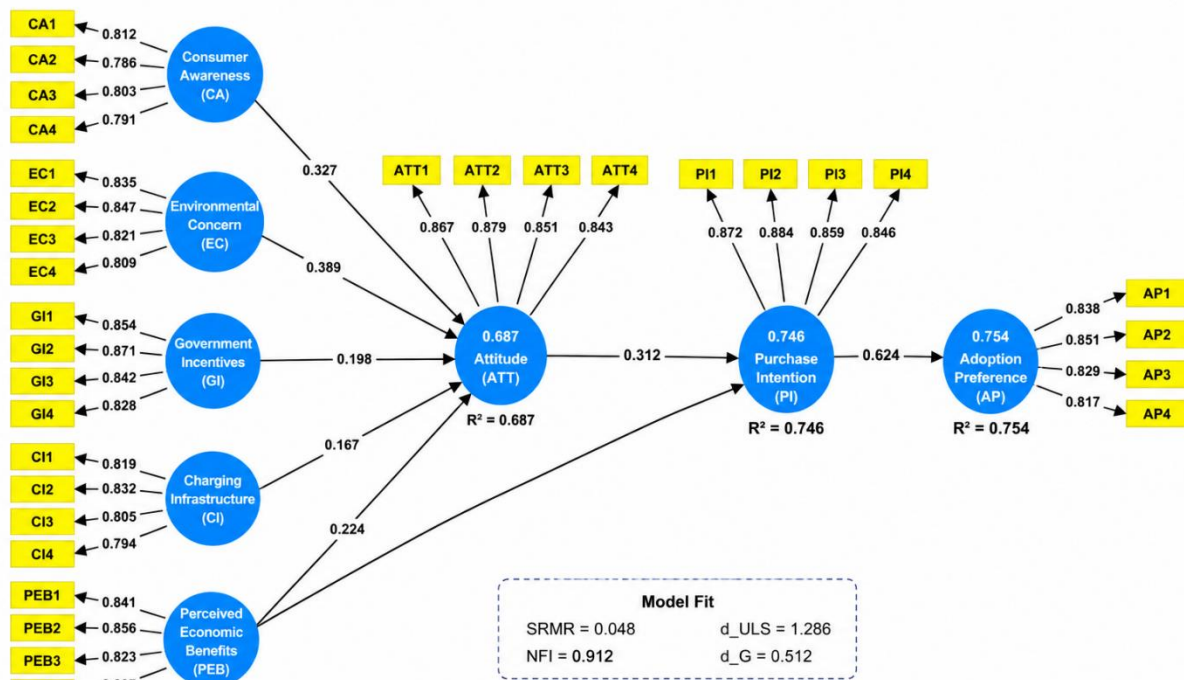 CA1
0.812
CA2
0.786
CA3
0.803
CA4
0.791
Consumer
Awareness
(CA)
0.327
EC1
0.835
EC2
0.847
EC3
0.821
EC4
0.809
Environmental
Concern
(EC)
0.389
GI1
0.854
GI2
0.871
GI3
0.842
GI4
0.828
Government
Incentives
(GI)
0.198
CI1
0.819
CI2
0.832
CI3
0.805
CI4
0.794
Charging
Infrastructure
(CI)
0.167
PEB1
0.841
PEB2
0.856
PEB3
0.823
Perceived
Economic
Benefits
(PEB)
0.224
ATT1
ATT2
ATT3
ATT4
0.867
0.879
0.851
0.843
0.687
Attitude
(ATT)
R² = 0.687
0.312
PI1
PI2
PI3
PI4
0.872
0.884
0.859
0.846
0.746
Purchase
Intention
(PI)
R² = 0.746
0.624
0.754
Adoption
Preference
(AP)
R² = 0.754
AP1
0.838
AP2
0.851
AP3
0.829
AP4
0.817
Model Fit
SRMR = 0.048 d_ULS = 1.286
NFI = 0.912 d_G = 0.512